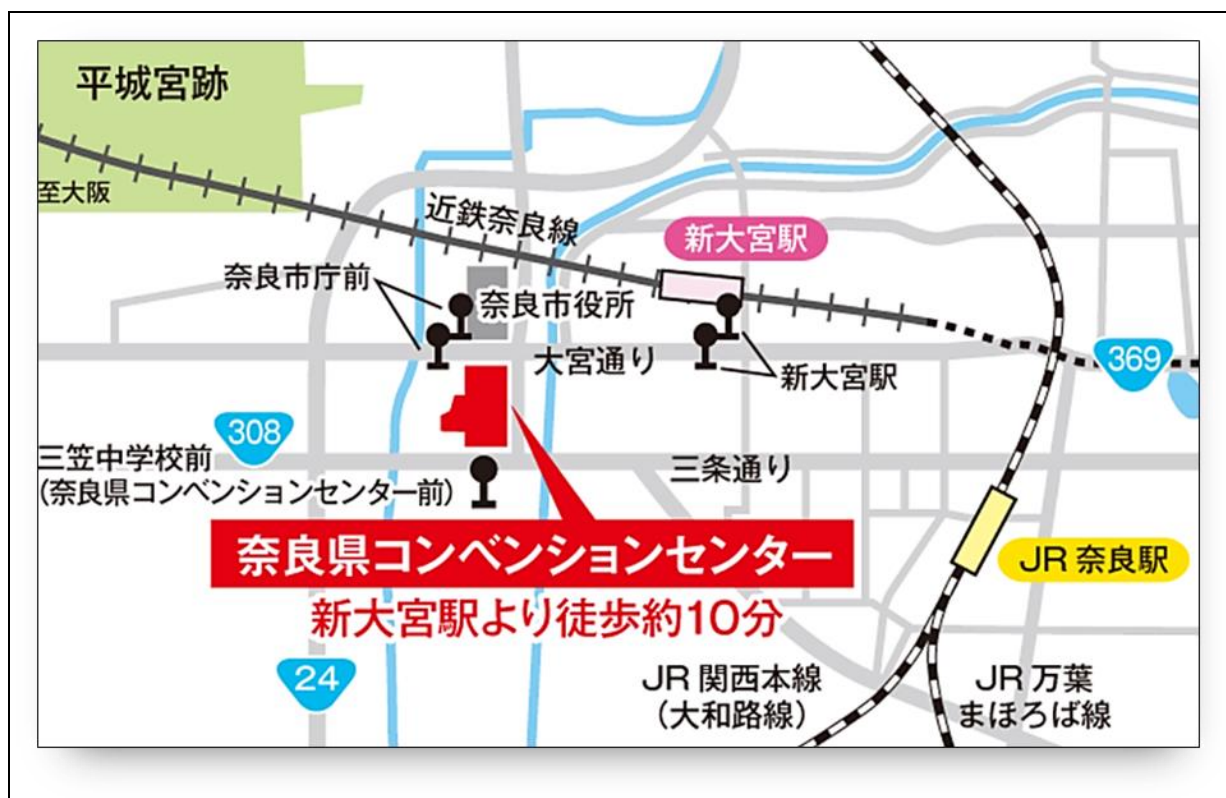 平城宮跡
至大阪
近鉄奈良線
新大宮駅
奈良市庁前
奈良市役所
大宮通り
新大宮駅
369
308
三笠中学校前
(奈良県コンベンションセンター前)
三条通り
奈良県コンベンションセンター
新大宮駅より徒歩約10分
JR 奈良駅
24
JR 関西本線
(大和路線)
JR 万葉
まほろば線